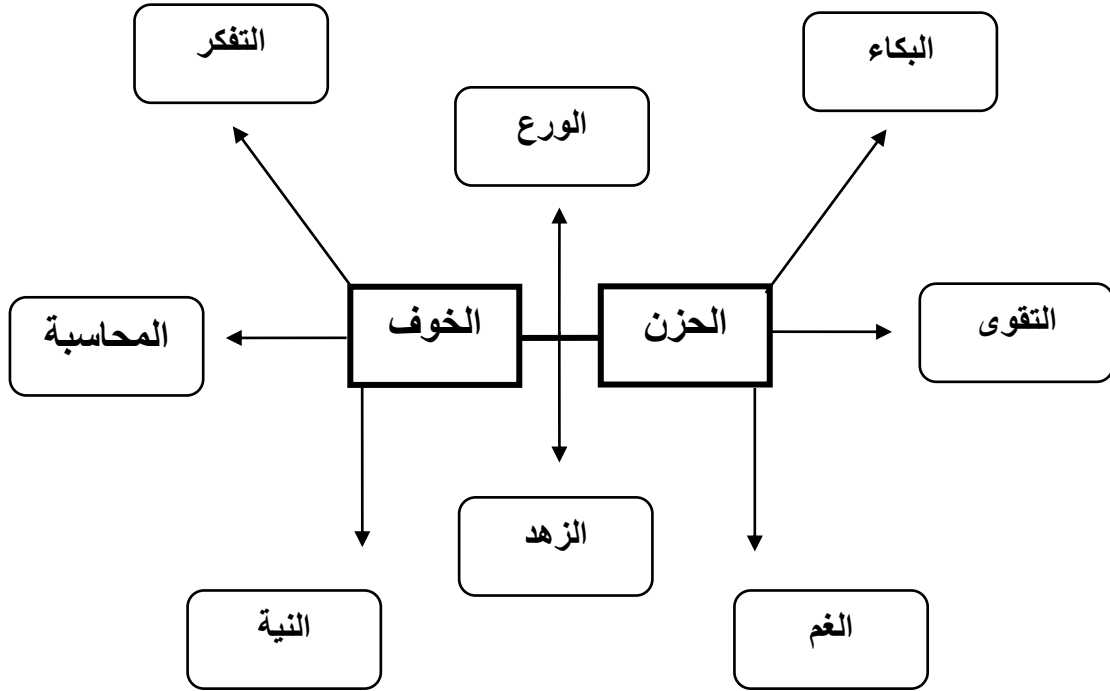 البكاء
التفكر
الورع
التقوى
الحزن
الخوف
المحاسبة
الزهد
الغم
النية